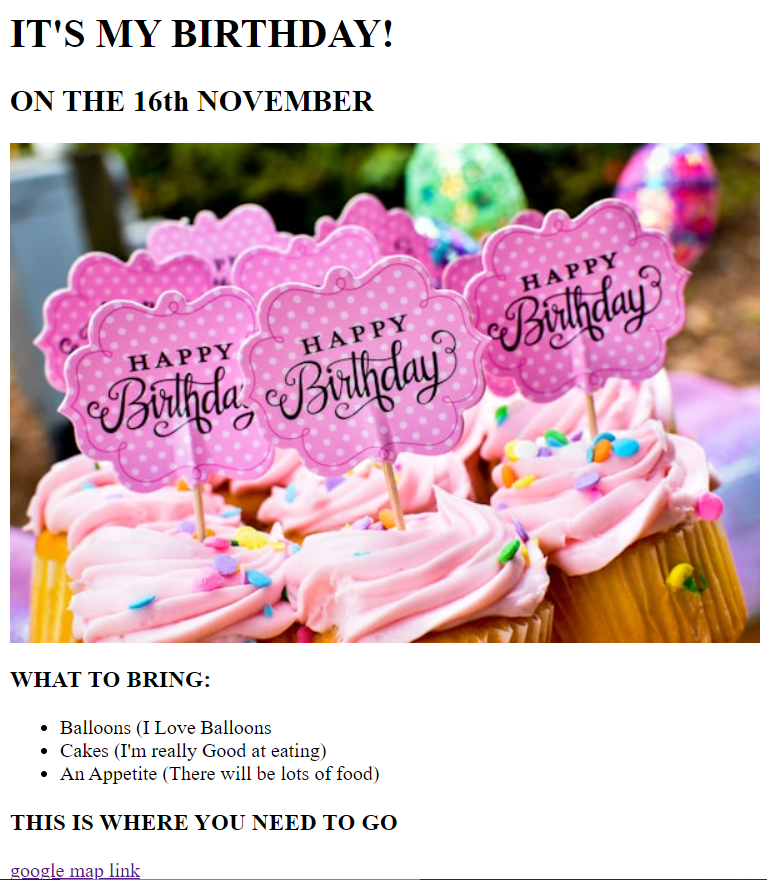 IT'S MY BIRTHDAY!
ON THE 16th NOVEMBER
HAPPY
Birthda
HAPPY
Birthday
HAPPY
Birthday
WHAT TO BRING:
Balloons (I Love Balloons
Cakes (I'm really Good at eating)
An Appetite (There will be lots of food)
THIS IS WHERE YOU NEED TO GO
google map link